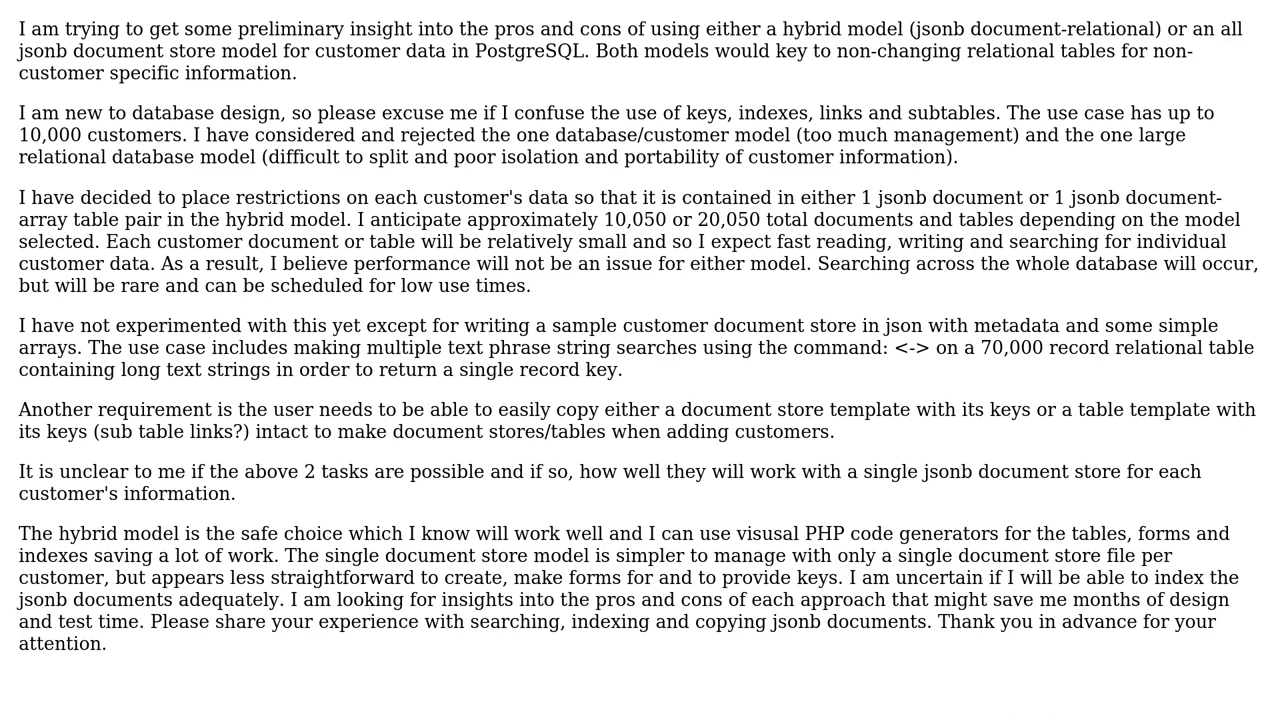 I am trying to get some preliminary insight into the pros and cons of using either a hybrid model (jsonb document-relational) or an all
jsonb document store model for customer data in PostgreSQL. Both models would key to non-changing relational tables for non-
customer specific information.
I am new to database design, so please excuse me if I confuse the use of keys, indexes, links and subtables. The use case has up to
10,000 customers. I have considered and rejected the one database/customer model (too much management) and the one large
relational database model (difficult to split and poor isolation and portability of customer information).
I have decided to place restrictions on each customer's data so that it is contained in either 1 jsonb document or 1 jsonb document-
array table pair in the hybrid model. I anticipate approximately 10,050 or 20,050 total documents and tables depending on the model
selected. Each customer document or table will be relatively small and so I expect fast reading, writing and searching for individual
customer data. As a result, I believe performance will not be an issue for either model. Searching across the whole database will occur,
but will be rare and can be scheduled for low use times.
I have not experimented with this yet except for writing a sample customer document store in json with metadata and some simple
arrays. The use case includes making multiple text phrase string searches using the command: <-> on a 70,000 record relational table
containing long text strings in order to return a single record key.
Another requirement is the user needs to be able to easily copy either a document store template with its keys or a table template with
its keys (sub table links?) intact to make document stores/tables when adding customers.
It is unclear to me if the above 2 tasks are possible and if so, how well they will work with a single jsonb document store for each
customer's information.
The hybrid model is the safe choice which I know will work well and I can use visusal PHP code generators for the tables, forms and
indexes saving a lot of work. The single document store model is simpler to manage with only a single document store file per
customer, but appears less straightforward to create, make forms for and to provide keys. I am uncertain if I will be able to index the
jsonb documents adequately. I am looking for insights into the pros and cons of each approach that might save me months of design
and test time. Please share your experience with searching, indexing and copying jsonb documents. Thank you in advance for your
attention.